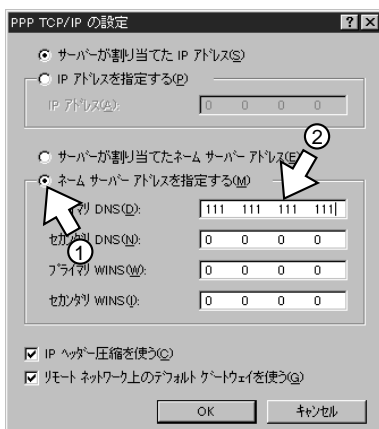 PPP TCP/IP の設定
サーバーが割り当てた IP アドレス(S)
IP アドレスを指定する(P)
IP アドレス(A): 0 0 0 0
②
サーバーが割り当てたネーム サーバー アドレス(E)
ネーム サーバー アドレスを指定する(M)
DNS(D): 111 111 111 111
セカンダリ DNS(N): 0 0 0 0
①
プライマリ WINS(W): 0 0 0 0
セカンダリ WINS(I): 0 0 0 0
IP ヘッダー圧縮を使う(C)
リモート ネットワーク上のデフォルト ゲートウェイを使う(G)
OK キャンセル